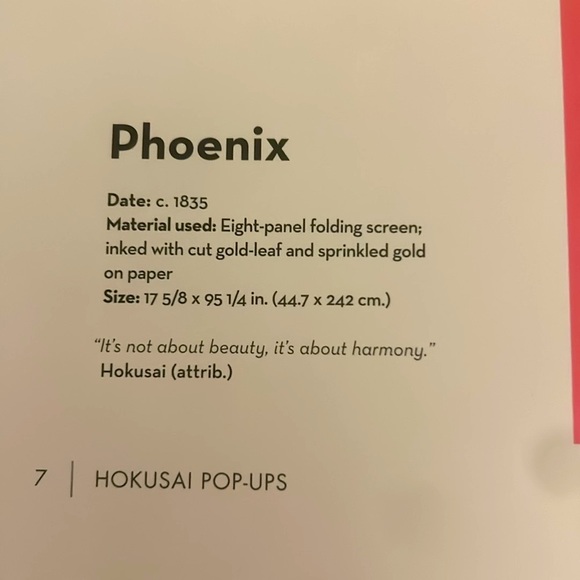 Phoenix
Date: c. 1835
Material used: Eight-panel folding screen;
inked with cut gold-leaf and sprinkled gold
on paper
Size: 17 5/8 x 95 1/4 in. (44.7 x 242 cm.)
“It’s not about beauty, it’s about harmony.”
Hokusai (attrib.)
7 | HOKUSAI POP-UPS